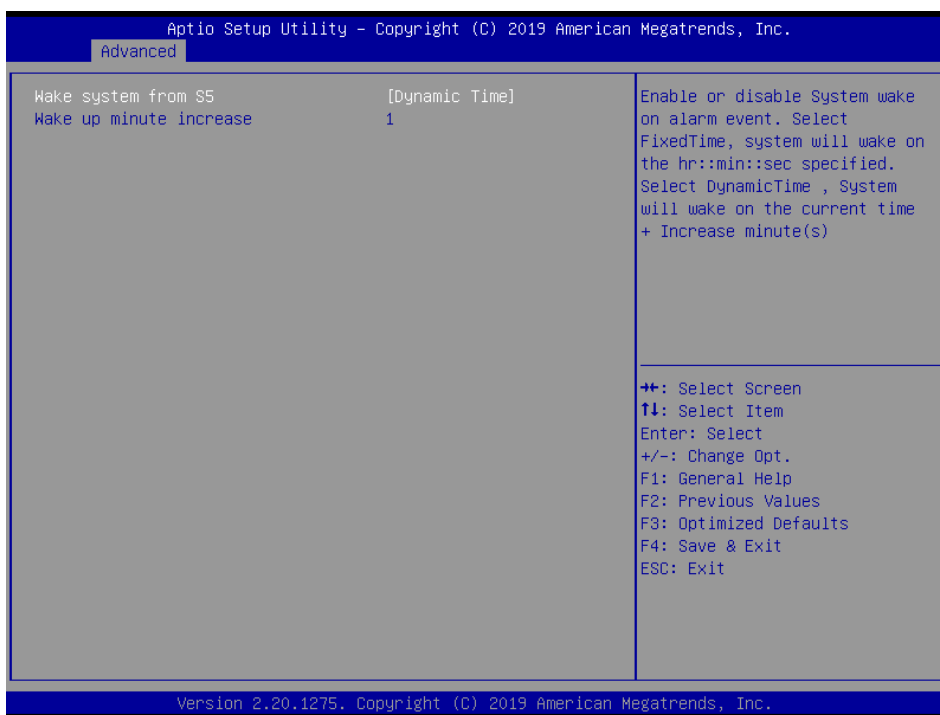 Aptio Setup Utility – Copyright (C) 2019 American Megatrends, Inc.
Advanced
Wake system from S5 [Dynamic Time]
Wake up minute increase 1
Enable or disable System wake
on alarm event. Select
FixedTime, system will wake on
the hr::min::sec specified.
Select DynamicTime , System
will wake on the current time
+ Increase minute(s)
→←: Select Screen
↑↓: Select Item
Enter: Select
+/-: Change Opt.
F1: General Help
F2: Previous Values
F3: Optimized Defaults
F4: Save & Exit
ESC: Exit
Version 2.20.1275. Copyright (C) 2019 American Megatrends, Inc.